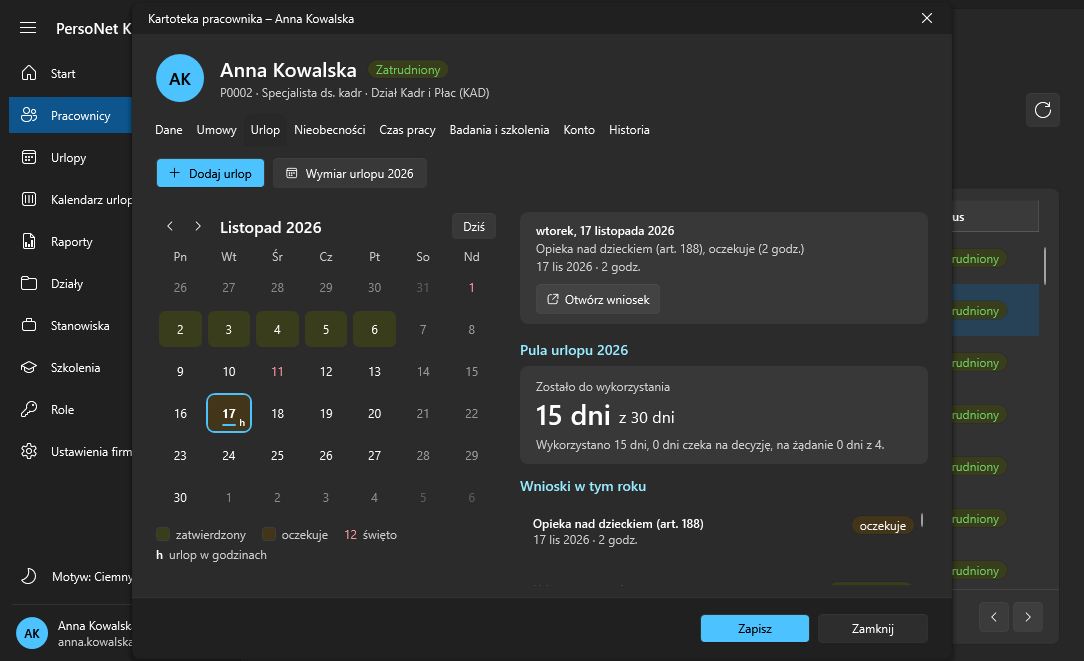 Kartoteka pracownika – Anna Kowalska
PersoNet K
Start
Pracownicy
Urlopy
Kalendarz urlop
Raporty
Działy
Stanowiska
Szkolenia
Role
Ustawienia firm
Motyw: Ciemny
AK
Anna Kowalsk
anna.kowalska
AK
Anna Kowalska
Zatrudniony
P0002 · Specjalista ds. kadr · Dział Kadr i Płac (KAD)
Dane Umowy Urlop Nieobecności Czas pracy Badania i szkolenia Konto Historia
+ Dodaj urlop
Wymiar urlopu 2026
Listopad 2026
Dziś
Pn Wt Śr Cz Pt So Nd
26 27 28 29 30 31 1
2 3 4 5 6 7 8
9 10 11 12 13 14 15
16 17 h 18 19 20 21 22
23 24 25 26 27 28 29
30 1 2 3 4 5 6
zatwierdzony oczekuje 12 święto
h urlop w godzinach
wtorek, 17 listopada 2026
Opieka nad dzieckiem (art. 188), oczekuje (2 godz.)
17 lis 2026 · 2 godz.
Otwórz wniosek
Pula urlopu 2026
Zostało do wykorzystania
15 dni z 30 dni
Wykorzystano 15 dni, 0 dni czeka na decyzję, na żądanie 0 dni z 4.
Wnioski w tym roku
Opieka nad dzieckiem (art. 188)
17 lis 2026 · 2 godz.
oczekuje
Zapisz
Zamknij
us
rudniony
rudniony
rudniony
rudniony
rudniony
rudniony
rudniony